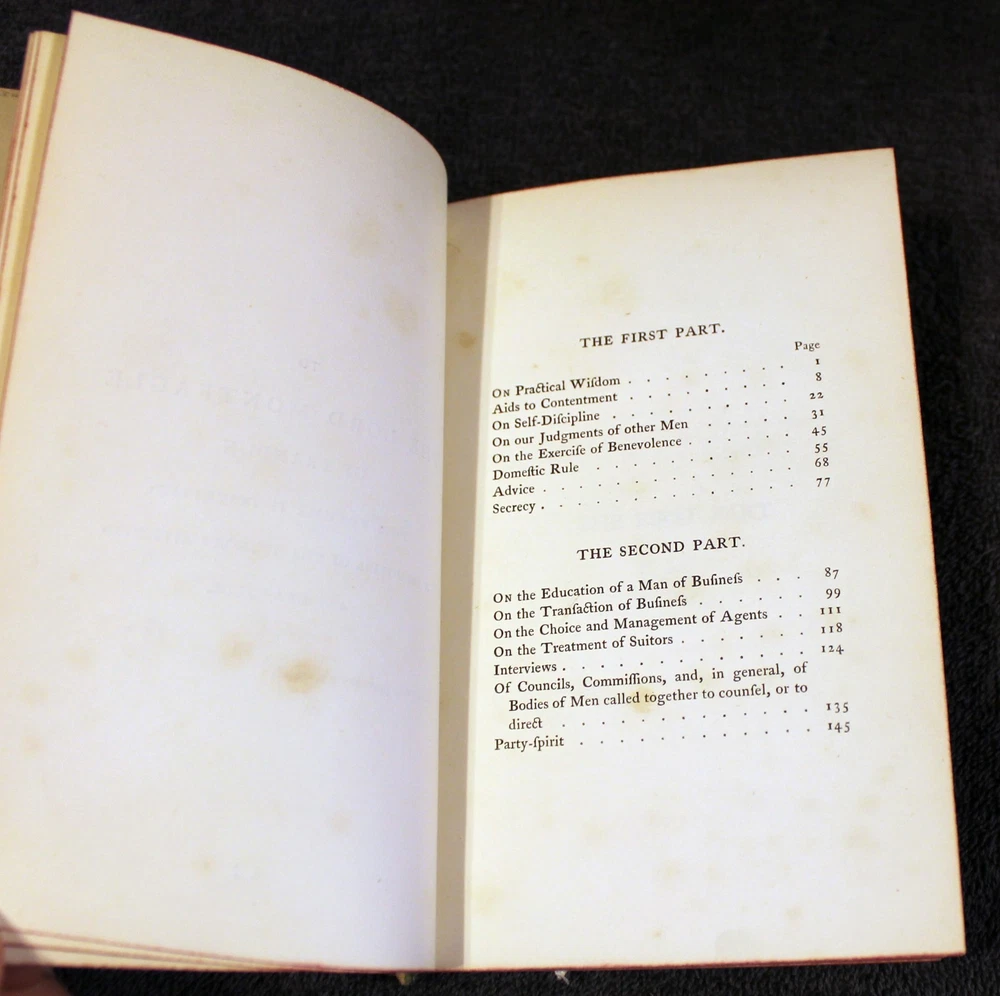 THE FIRST PART.
Page
On Practical Wiſdom . . . . . . . . . 1
Aids to Contentment . . . . . . . . . 8
On Self-Diſcipline . . . . . . . . . . 22
On our Judgments of other Men . . . . . 31
On the Exerciſe of Benevolence . . . . . 45
Domeſtic Rule . . . . . . . . . . 55
Advice . . . . . . . . . . . . . 68
Secrecy . . . . . . . . . . . . . 77
THE SECOND PART.
On the Education of a Man of Buſineſs . . . 87
On the Tranſaction of Buſineſs . . . . . . 99
On the Choice and Management of Agents . . 111
On the Treatment of Suitors . . . . . . . 118
Interviews . . . . . . . . . . . . 124
Of Councils, Commiſſions, and, in general, of
Bodies of Men called together to counſel, or to
direct . . . . . . . . . . . . 135
Party-ſpirit . . . . . . . . . . . 145